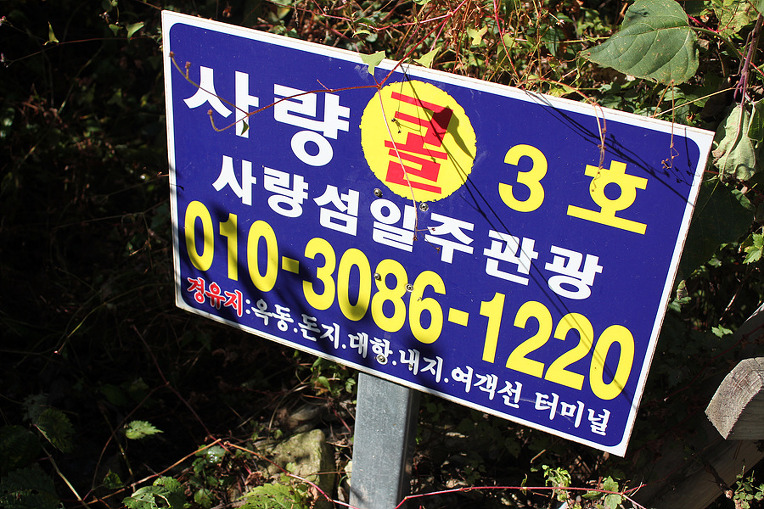 사량 콜 3호
사량섬일주관광
010-3086-1220
경유지:옥동.돈지.대항.내지.여객선 터미널